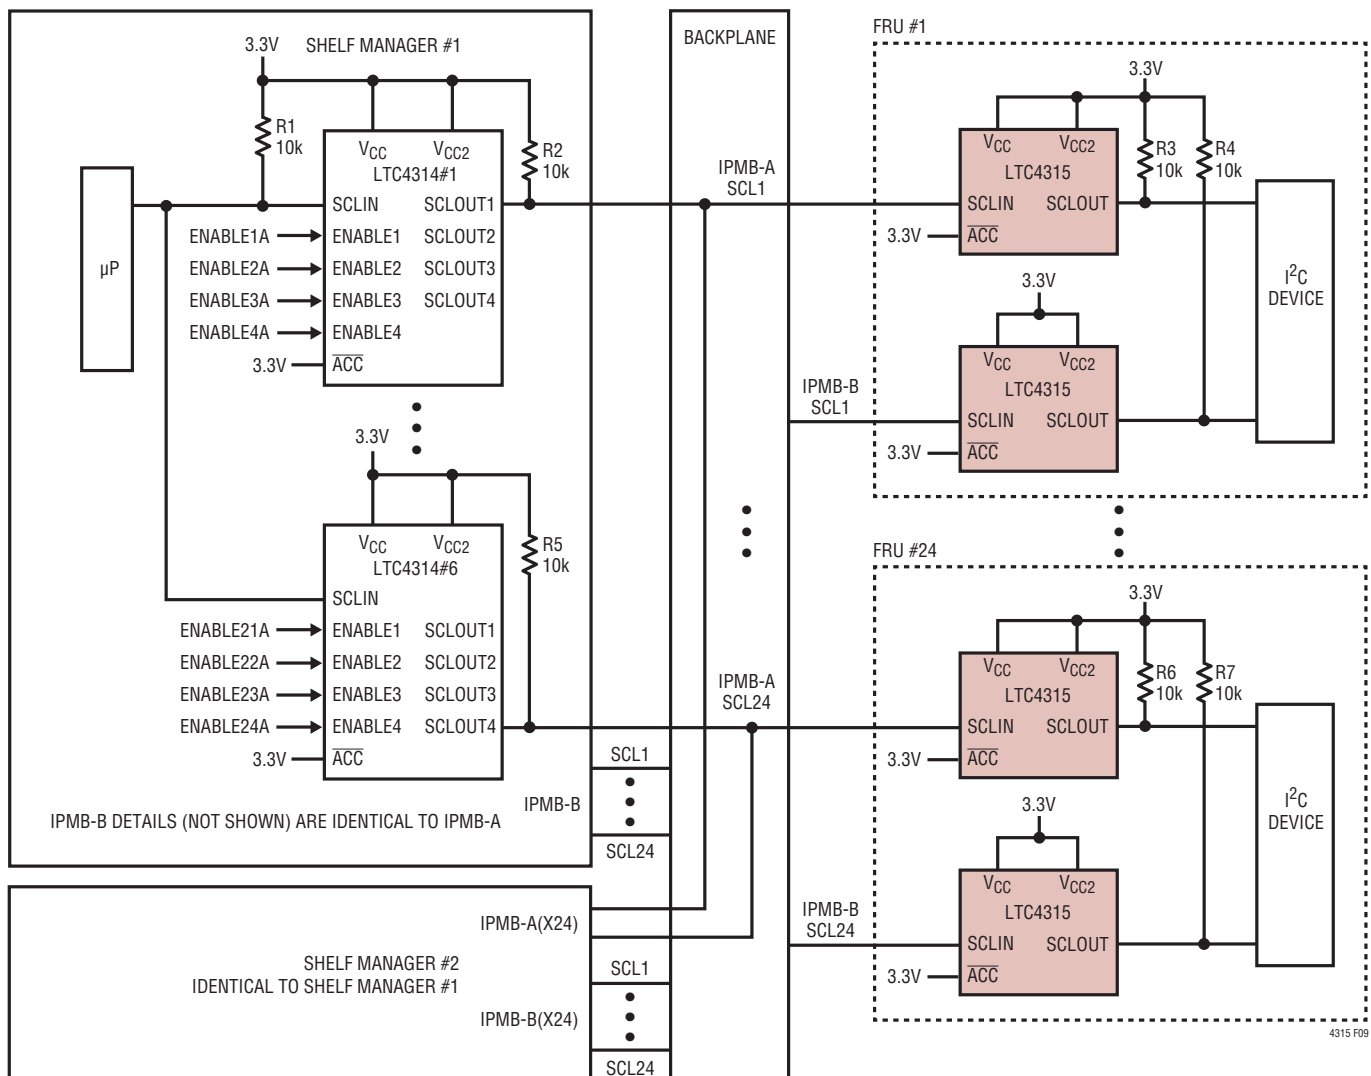 3.3V
SHELF MANAGER #1
R1
10k
VCC
VCC2
LTC4314#1
R2
10k
µP
SCLIN
SCLOUT1
ENABLE1A
ENABLE1
SCLOUT2
ENABLE2A
ENABLE2
SCLOUT3
ENABLE3A
ENABLE3
SCLOUT4
ENABLE4A
ENABLE4
3.3V
ACC
3.3V
VCC
VCC2
LTC4314#6
R5
10k
SCLIN
ENABLE21A
ENABLE1
SCLOUT1
ENABLE22A
ENABLE2
SCLOUT2
ENABLE23A
ENABLE3
SCLOUT3
ENABLE24A
ENABLE4
SCLOUT4
3.3V
ACC
IPMB-B DETAILS (NOT SHOWN) ARE IDENTICAL TO IPMB-A
IPMB-B
SCL1
SCL24
SHELF MANAGER #2
IDENTICAL TO SHELF MANAGER #1
IPMB-A(X24)
IPMB-B(X24)
SCL1
SCL24
BACKPLANE
IPMB-A
SCL1
IPMB-B
SCL1
IPMB-A
SCL24
IPMB-B
SCL24
FRU #1
3.3V
VCC
VCC2
LTC4315
R3
10k
R4
10k
SCLIN
SCLOUT
3.3V
ACC
3.3V
VCC
VCC2
LTC4315
SCLIN
SCLOUT
3.3V
ACC
I2C
DEVICE
FRU #24
3.3V
VCC
VCC2
LTC4315
R6
10k
R7
10k
SCLIN
SCLOUT
3.3V
ACC
3.3V
VCC
VCC2
LTC4315
SCLIN
SCLOUT
3.3V
ACC
I2C
DEVICE
4315 F09